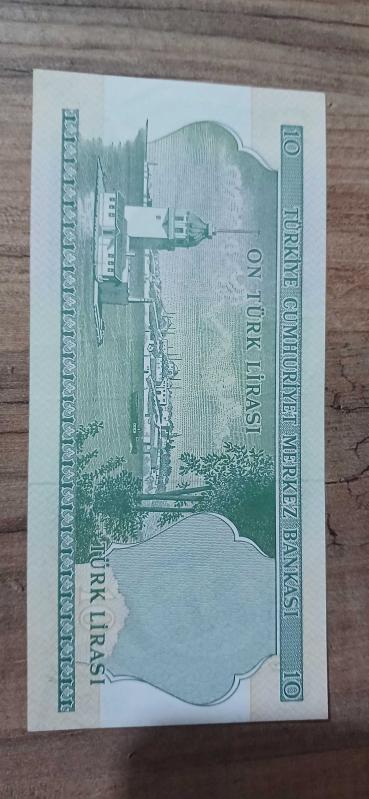 10 TÜRKİYE CUMHURİYET MERKEZ BANKASI 10
ON TÜRK LİRASI
TÜRK LİRASI